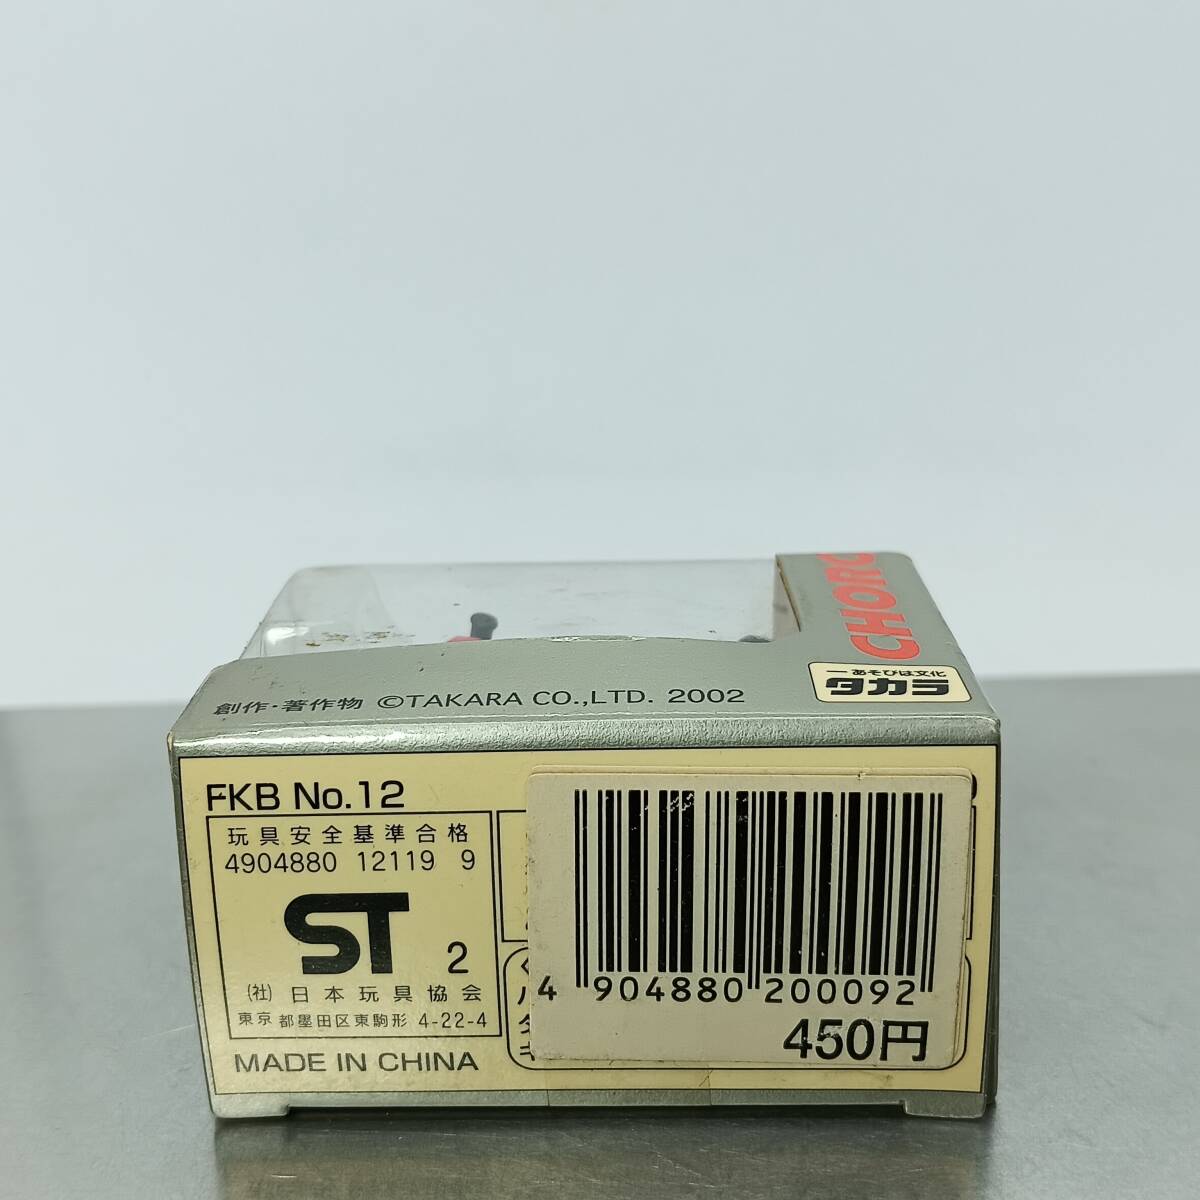 CHORO
一あそびは文化
タカラ
創作・著作物 ©TAKARA CO.,LTD. 2002
FKB No.12
玩具安全基準合格
4904880 12119 9
ST 2
(社) 日本玩具協会
東京都墨田区東駒形 4-22-4
MADE IN CHINA
4 904880 200092
450円